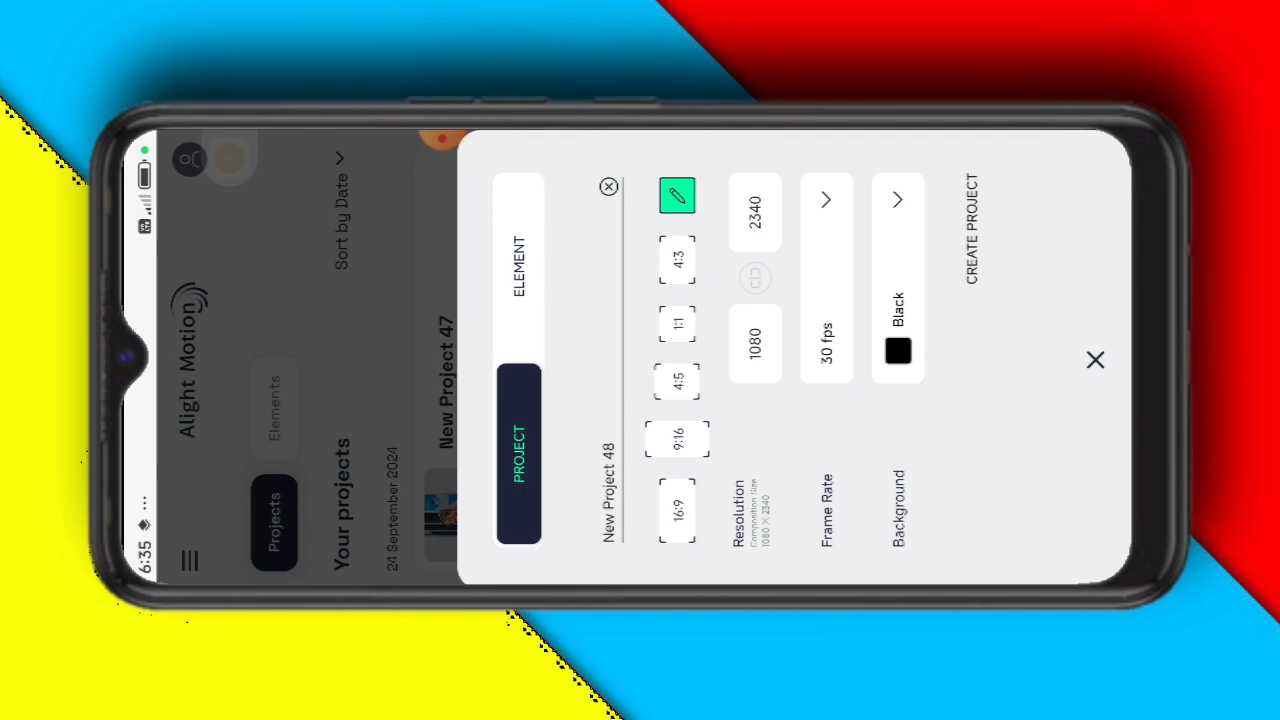 6:35
Alight Motion
Projects
Elements
Your projects
Sort by Date
24 September 2024
New Project 47
PROJECT
ELEMENT
New Project 48
16:9
9:16
4:5
1:1
4:3
Resolution
Composition Size
1080 × 2340
1080
2340
Frame Rate
30 fps
Background
Black
CREATE PROJECT